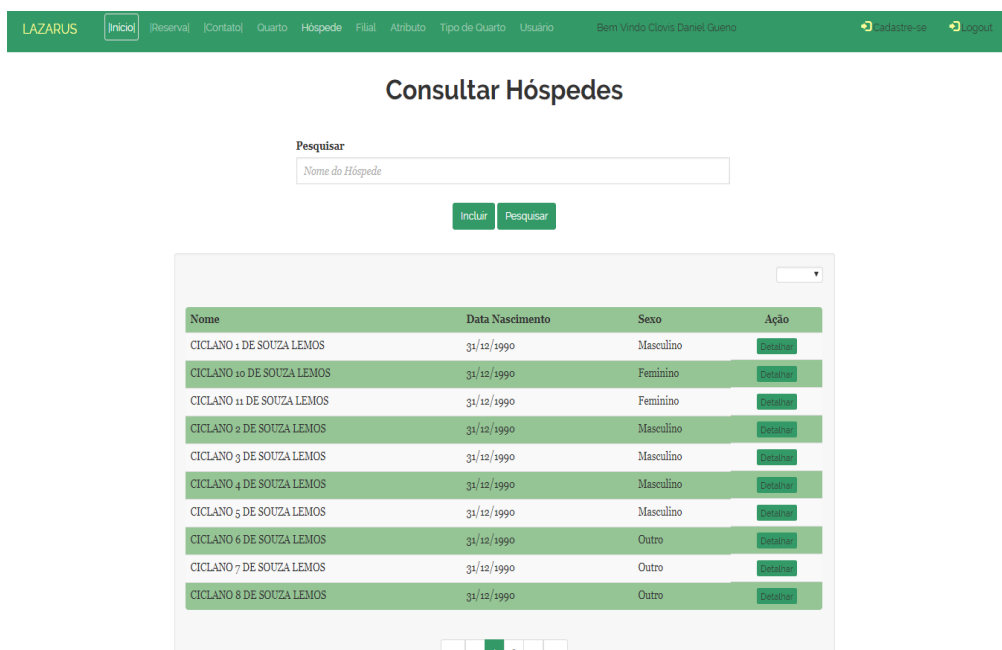 LAZARUS |Início| |Reserva| |Contato| Quarto Hóspede Filial Atributo Tipo de Quarto Usuário Bem Vindo Clovis Daniel Gueno Cadastre-se Logout
Consultar Hóspedes
Pesquisar
Nome do Hóspede
Incluir Pesquisar
Nome Data Nascimento Sexo Ação
CICLANO 1 DE SOUZA LEMOS 31/12/1990 Masculino Detalhar
CICLANO 10 DE SOUZA LEMOS 31/12/1990 Feminino Detalhar
CICLANO 11 DE SOUZA LEMOS 31/12/1990 Feminino Detalhar
CICLANO 2 DE SOUZA LEMOS 31/12/1990 Masculino Detalhar
CICLANO 3 DE SOUZA LEMOS 31/12/1990 Masculino Detalhar
CICLANO 4 DE SOUZA LEMOS 31/12/1990 Masculino Detalhar
CICLANO 5 DE SOUZA LEMOS 31/12/1990 Masculino Detalhar
CICLANO 6 DE SOUZA LEMOS 31/12/1990 Outro Detalhar
CICLANO 7 DE SOUZA LEMOS 31/12/1990 Outro Detalhar
CICLANO 8 DE SOUZA LEMOS 31/12/1990 Outro Detalhar